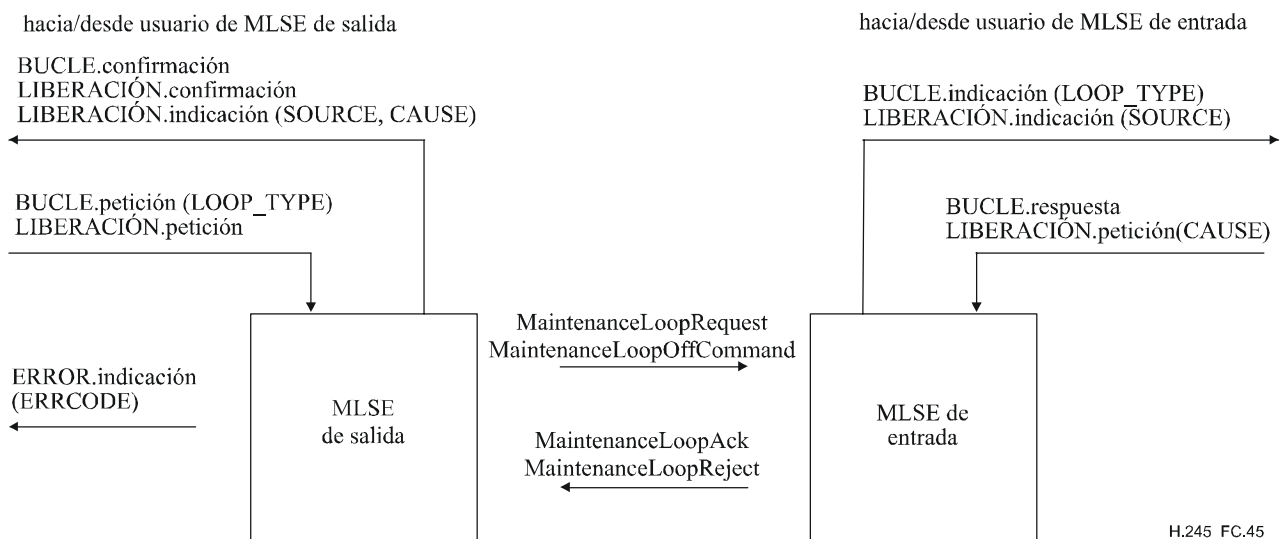 hacia/desde usuario de MLSE de salida
hacia/desde usuario de MLSE de entrada
BUCLE.confirmación
LIBERACIÓN.confirmación
LIBERACIÓN.indicación (SOURCE, CAUSE)
BUCLE.indicación (LOOP_TYPE)
LIBERACIÓN.indicación (SOURCE)
BUCLE.petición (LOOP_TYPE)
LIBERACIÓN.petición
BUCLE.respuesta
LIBERACIÓN.petición(CAUSE)
MaintenanceLoopRequest
MaintenanceLoopOffCommand
ERROR.indicación
(ERRCODE)
MLSE
de salida
MLSE de
entrada
MaintenanceLoopAck
MaintenanceLoopReject
H.245_FC.45